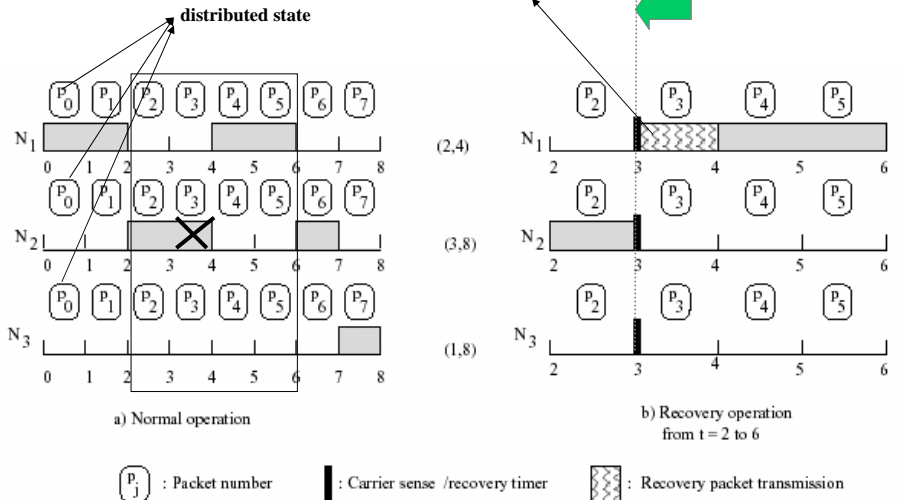 distributed state
P0 P1 P2 P3 P4 P5 P6 P7
N1
0 1 2 3 4 5 6 7 8
(2,4)
P0 P1 P2 P3 P4 P5 P6 P7
N2
0 1 2 3 4 5 6 7 8
(3,8)
P0 P1 P2 P3 P4 P5 P6 P7
N3
0 1 2 3 4 5 6 7 8
(1,8)
a) Normal operation
P2 P3 P4 P5
N1
2 3 4 6
P2 P3 P4 P5
N2
2 3 4 6
P2 P3 P4 P5
N3
2 3 4 5 6
b) Recovery operation
from t = 2 to 6
Pj : Packet number
: Carrier sense /recovery timer
: Recovery packet transmission